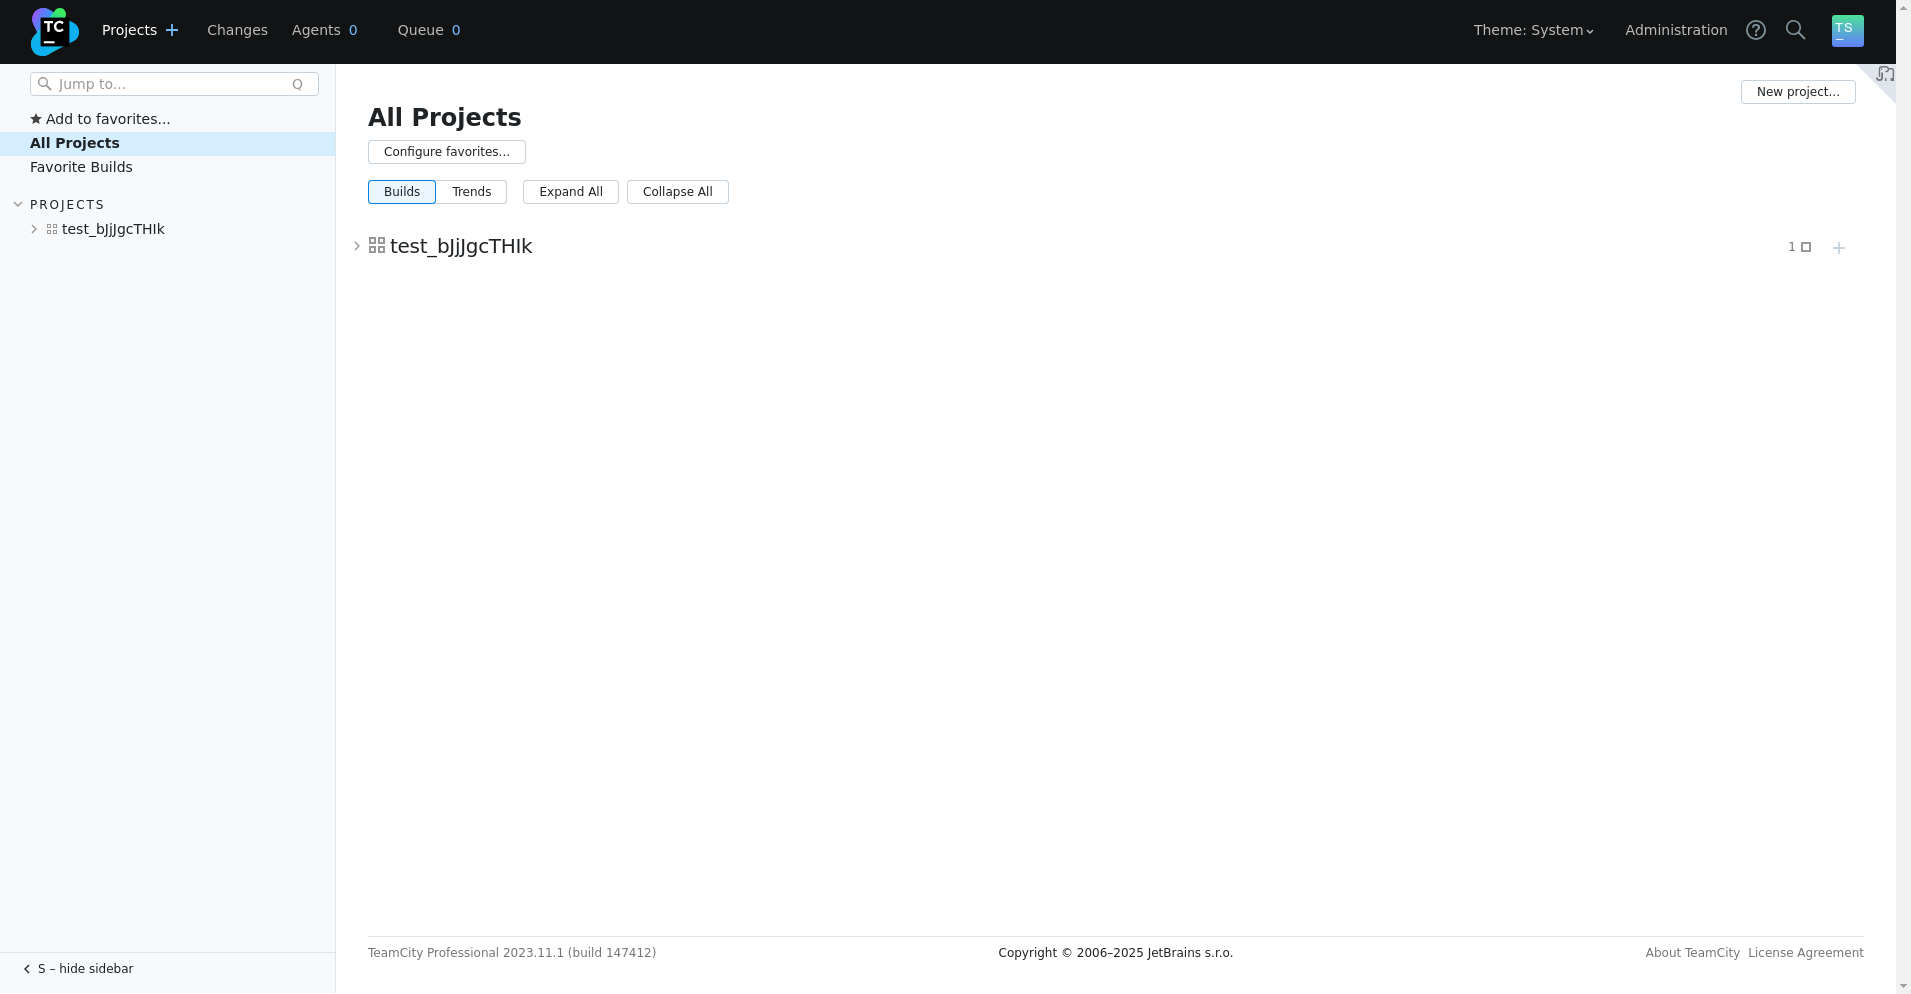 TC
Projects
Changes
Agents 0
Queue 0
Theme: System
Administration
TS
Jump to...
Q
Add to favorites...
All Projects
Favorite Builds
PROJECTS
test_bJjJgcTHIk
New project...
All Projects
Configure favorites...
Builds
Trends
Expand All
Collapse All
test_bJjJgcTHIk
1
S – hide sidebar
TeamCity Professional 2023.11.1 (build 147412)
Copyright © 2006–2025 JetBrains s.r.o.
About TeamCity
License Agreement